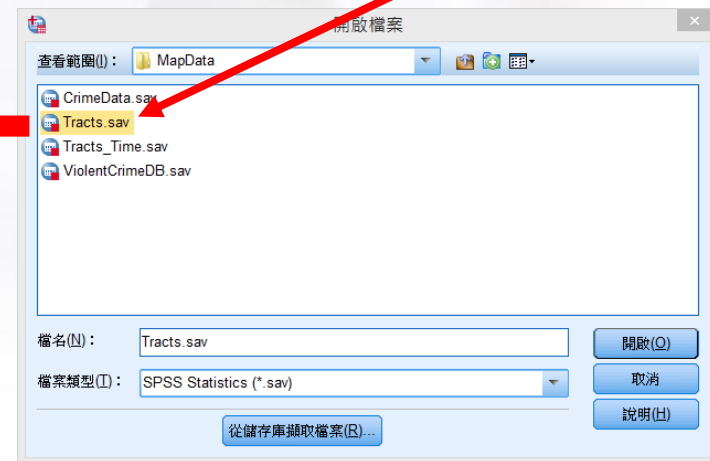 開啟檔案
查看範圍(I)： MapData
CrimeData.sav
Tracts.sav
Tracts_Time.sav
ViolentCrimeDB.sav
檔名(N)： Tracts.sav 開啟(O)
檔案類型(T)： SPSS Statistics (*.sav) 取消
說明(H)
從儲存庫擷取檔案(R)...